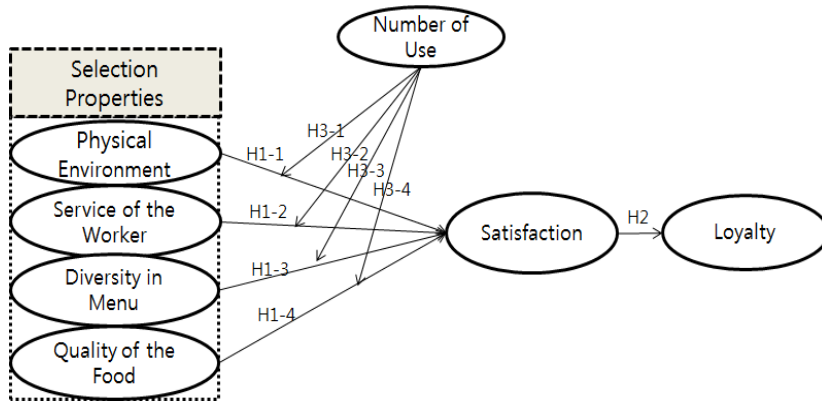 Number of
Use
Selection
Properties
Physical
Environment
Service of the
Worker
Diversity in
Menu
Quality of the
Food
H1-1
H1-2
H1-3
H1-4
H3-1
H3-2
H3-3
H3-4
Satisfaction
H2
Loyalty